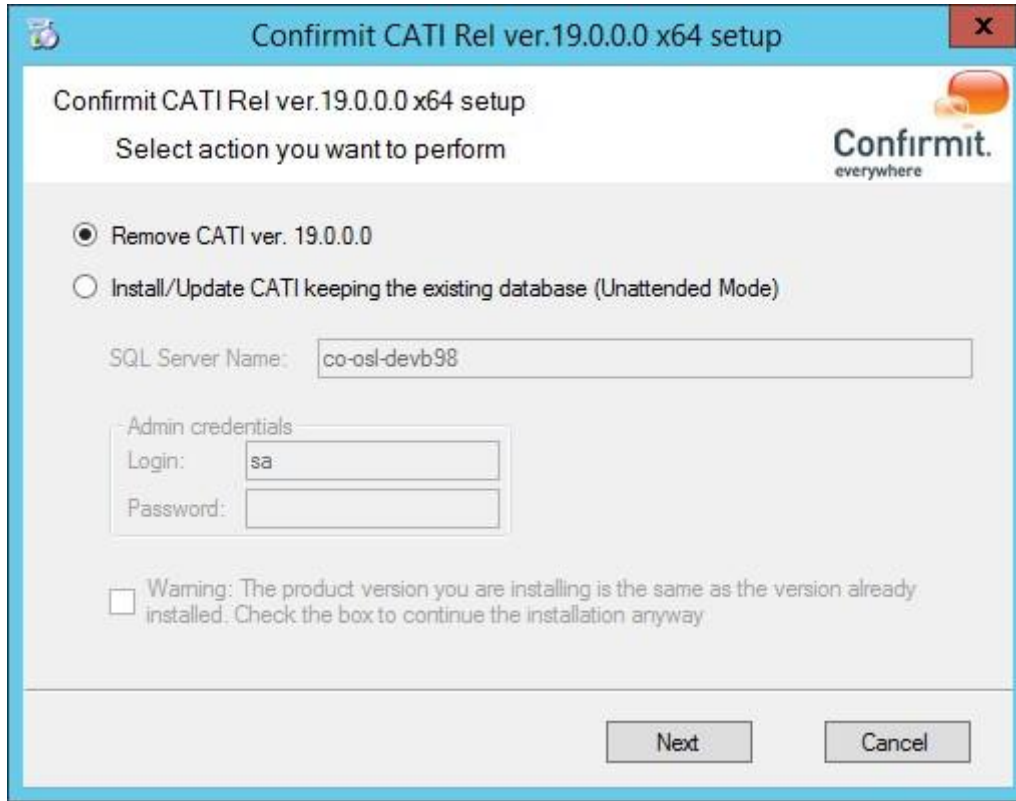 Confirmit CATI Rel ver.19.0.0.0 x64 setup
x
Confirmit CATI Rel ver.19.0.0.0 x64 setup
Select action you want to perform
Confirmit.
everywhere
Remove CATI ver. 19.0.0.0
Install/Update CATI keeping the existing database (Unattended Mode)
SQL Server Name: co-osl-devb98
Admin credentials
Login: sa
Password:
Warning: The product version you are installing is the same as the version already
installed. Check the box to continue the installation anyway
Next Cancel